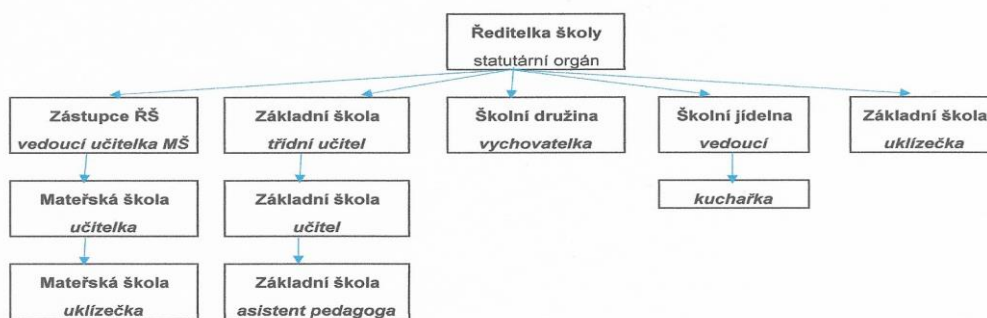 Ředitelka školy
statutární orgán
Zástupce ŘŠ
vedoucí učitelka MŠ
Základní škola
třídní učitel
Školní družina
vychovatelka
Školní jídelna
vedoucí
Základní škola
uklízečka
Mateřská škola
učitelka
Základní škola
učitel
kuchařka
Mateřská škola
uklízečka
Základní škola
asistent pedagoga